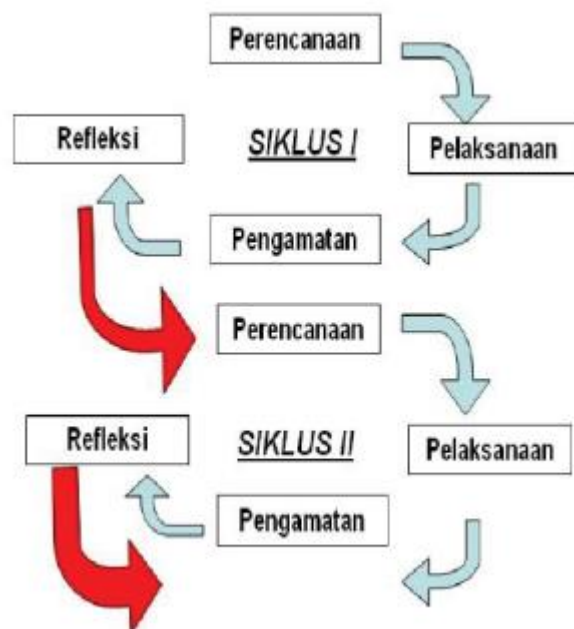 Perencanaan
Refleksi
SIKLUS I
Pelaksanaan
Pengamatan
Perencanaan
Refleksi
SIKLUS II
Pelaksanaan
Pengamatan